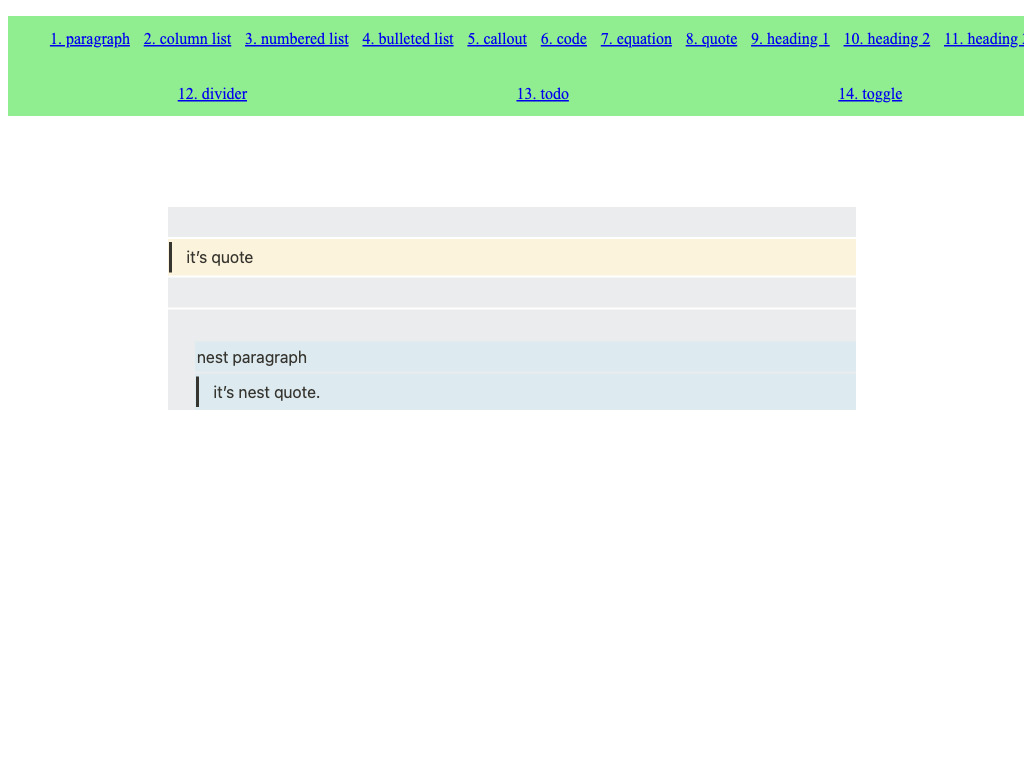 1. paragraph 2. column list 3. numbered list 4. bulleted list 5. callout 6. code 7. equation 8. quote 9. heading 1 10. heading 2 11. heading
12. divider 13. todo 14. toggle
it’s quote
nest paragraph
it’s nest quote.